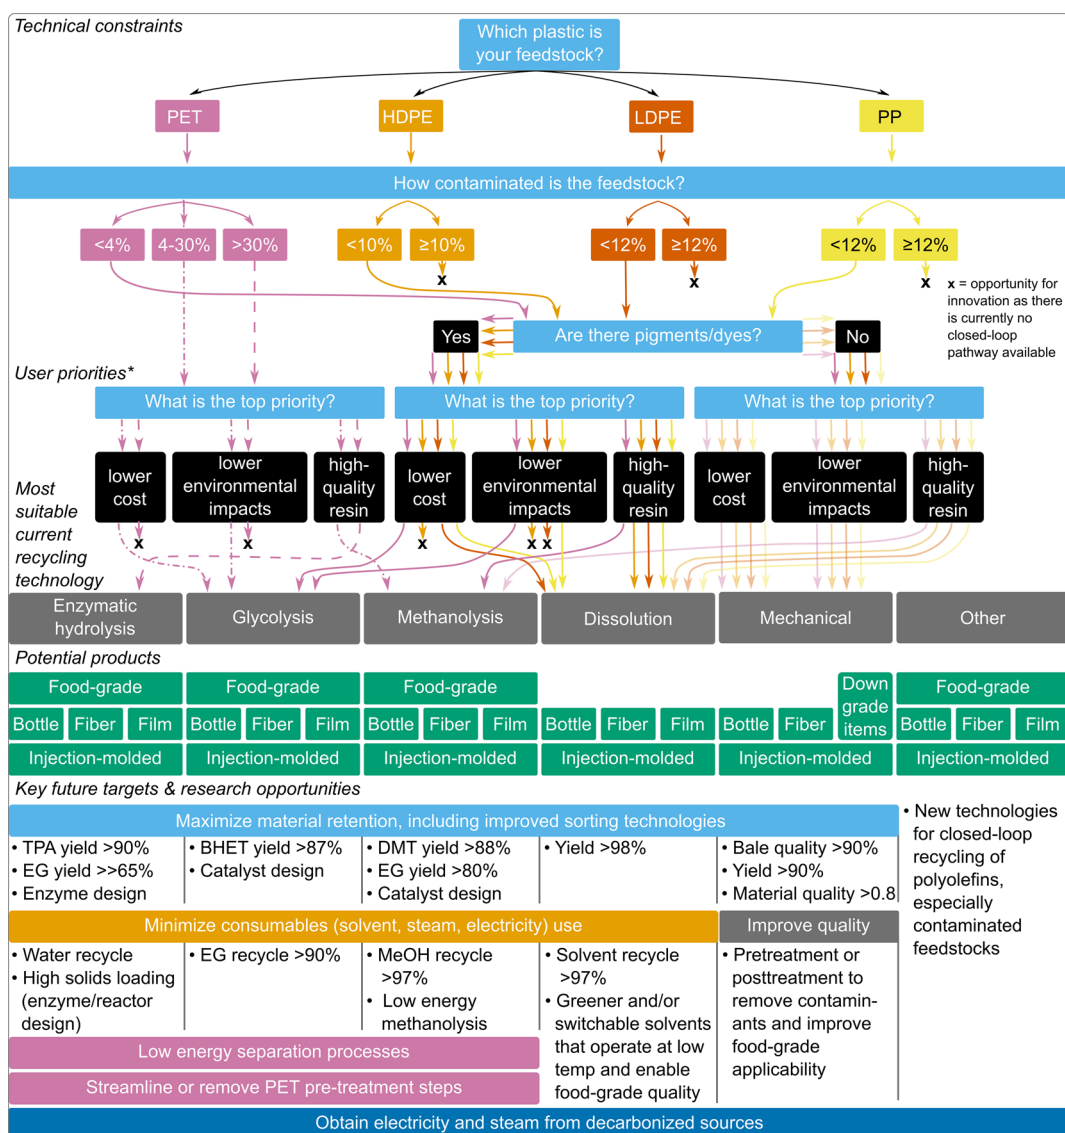 Technical constraints
Which plastic is
your feedstock?
PET
HDPE
LDPE
PP
How contaminated is the feedstock?
<4%
4-30%
>30%
<10%
≥10%
<12%
≥12%
<12%
≥12%
x
x
x
x = opportunity for
innovation as there
is currently no
closed-loop
pathway available
Yes
Are there pigments/dyes?
No
User priorities*
What is the top priority?
What is the top priority?
What is the top priority?
lower
cost
lower
environmental
impacts
high-
quality
resin
lower
cost
lower
environmental
impacts
high-
quality
resin
lower
cost
lower
environmental
impacts
high-
quality
resin
Most
suitable
current
recycling
technology
x
x
x
x
x
Enzymatic
hydrolysis
Glycolysis
Methanolysis
Dissolution
Mechanical
Other
Potential products
Food-grade
Food-grade
Food-grade
Down
grade
items
Food-grade
Bottle
Fiber
Film
Bottle
Fiber
Film
Bottle
Fiber
Film
Bottle
Fiber
Film
Bottle
Fiber
Bottle
Fiber
Film
Injection-molded
Injection-molded
Injection-molded
Injection-molded
Injection-molded
Injection-molded
Key future targets & research opportunities
Maximize material retention, including improved sorting technologies
• TPA yield >90%
• EG yield >>65%
• Enzyme design
• BHET yield >87%
• Catalyst design
• DMT yield >88%
• EG yield >80%
• Catalyst design
• Yield >98%
• Bale quality >90%
• Yield >90%
• Material quality >0.8
• New technologies
for closed-loop
recycling of
polyolefins,
especially
contaminated
feedstocks
Minimize consumables (solvent, steam, electricity) use
Improve quality
• Water recycle
• High solids loading
(enzyme/reactor
design)
• EG recycle >90%
• MeOH recycle
>97%
• Low energy
methanolysis
• Solvent recycle
>97%
• Greener and/or
switchable solvents
that operate at low
temp and enable
food-grade quality
• Pretreatment or
posttreatment to
remove contamin-
ants and improve
food-grade
applicability
Low energy separation processes
Streamline or remove PET pre-treatment steps
Obtain electricity and steam from decarbonized sources